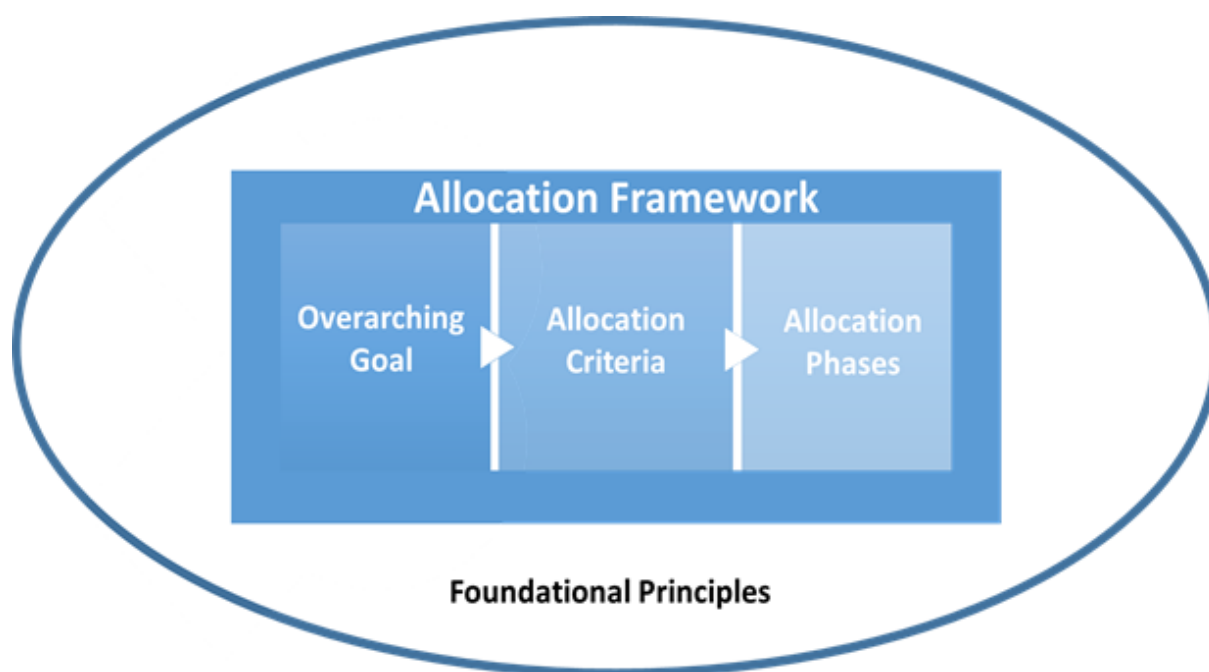 Allocation Framework
Overarching
Goal
Allocation
Criteria
Allocation
Phases
Foundational Principles